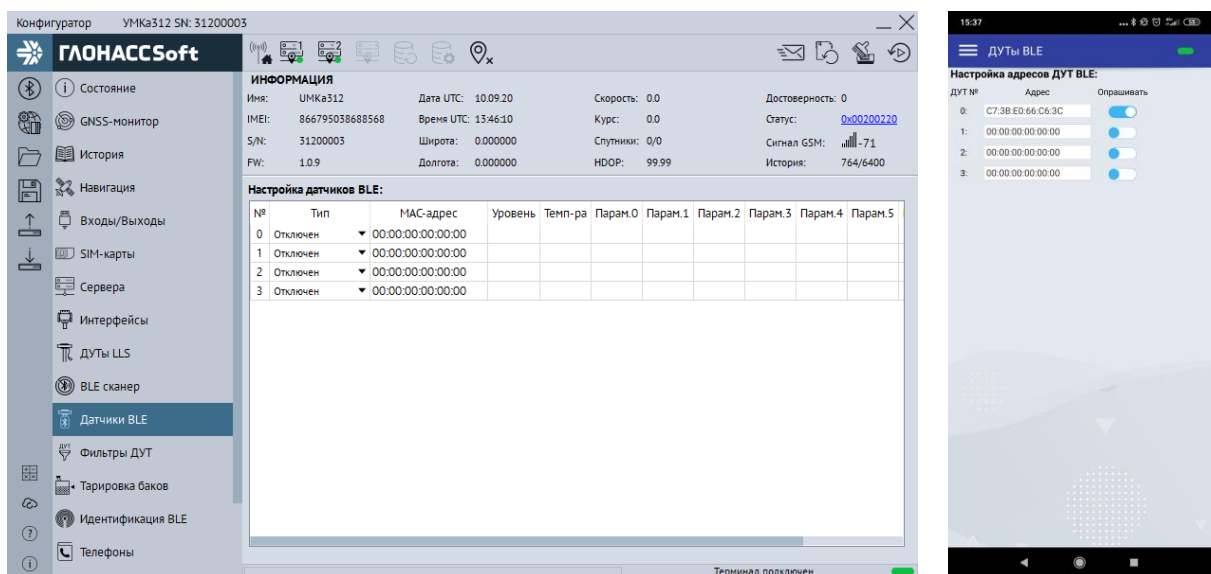 Конфигуратор УМКа312 SN: 31200003
ГЛОНАССSoft
Состояние
GNSS-монитор
История
Навигация
Входы/Выходы
SIM-карты
Сервера
Интерфейсы
ДУТы LLS
BLE сканер
Датчики BLE
Фильтры ДУТ
Тарировка баков
Идентификация BLE
Телефоны
ИНФОРМАЦИЯ
Имя: УМКа312 Дата UTC: 10.09.20 Скорость: 0.0 Достоверность: 0
IMEI: 866795038688568 Время UTC: 13:46:10 Курс: 0.0 Статус: 0x00200220
S/N: 31200003 Широта: 0.000000 Спутники: 0/0 Сигнал GSM: -71
FW: 1.0.9 Долгота: 0.000000 HDOP: 99.99 История: 764/6400
Настройка датчиков BLE:
№ Тип MAC-адрес Уровень Темп-ра Парам.0 Парам.1 Парам.2 Парам.3 Парам.4 Парам.5
0 Отключен 00:00:00:00:00:00
1 Отключен 00:00:00:00:00:00
2 Отключен 00:00:00:00:00:00
3 Отключен 00:00:00:00:00:00
Терминал подключен
15:37
ДУТы BLE
Настройка адресов ДУТ BLE:
ДУТ № Адрес Опрашивать
0: C7:3B:E0:66:C6:3C
1: 00:00:00:00:00:00
2: 00:00:00:00:00:00
3: 00:00:00:00:00:00